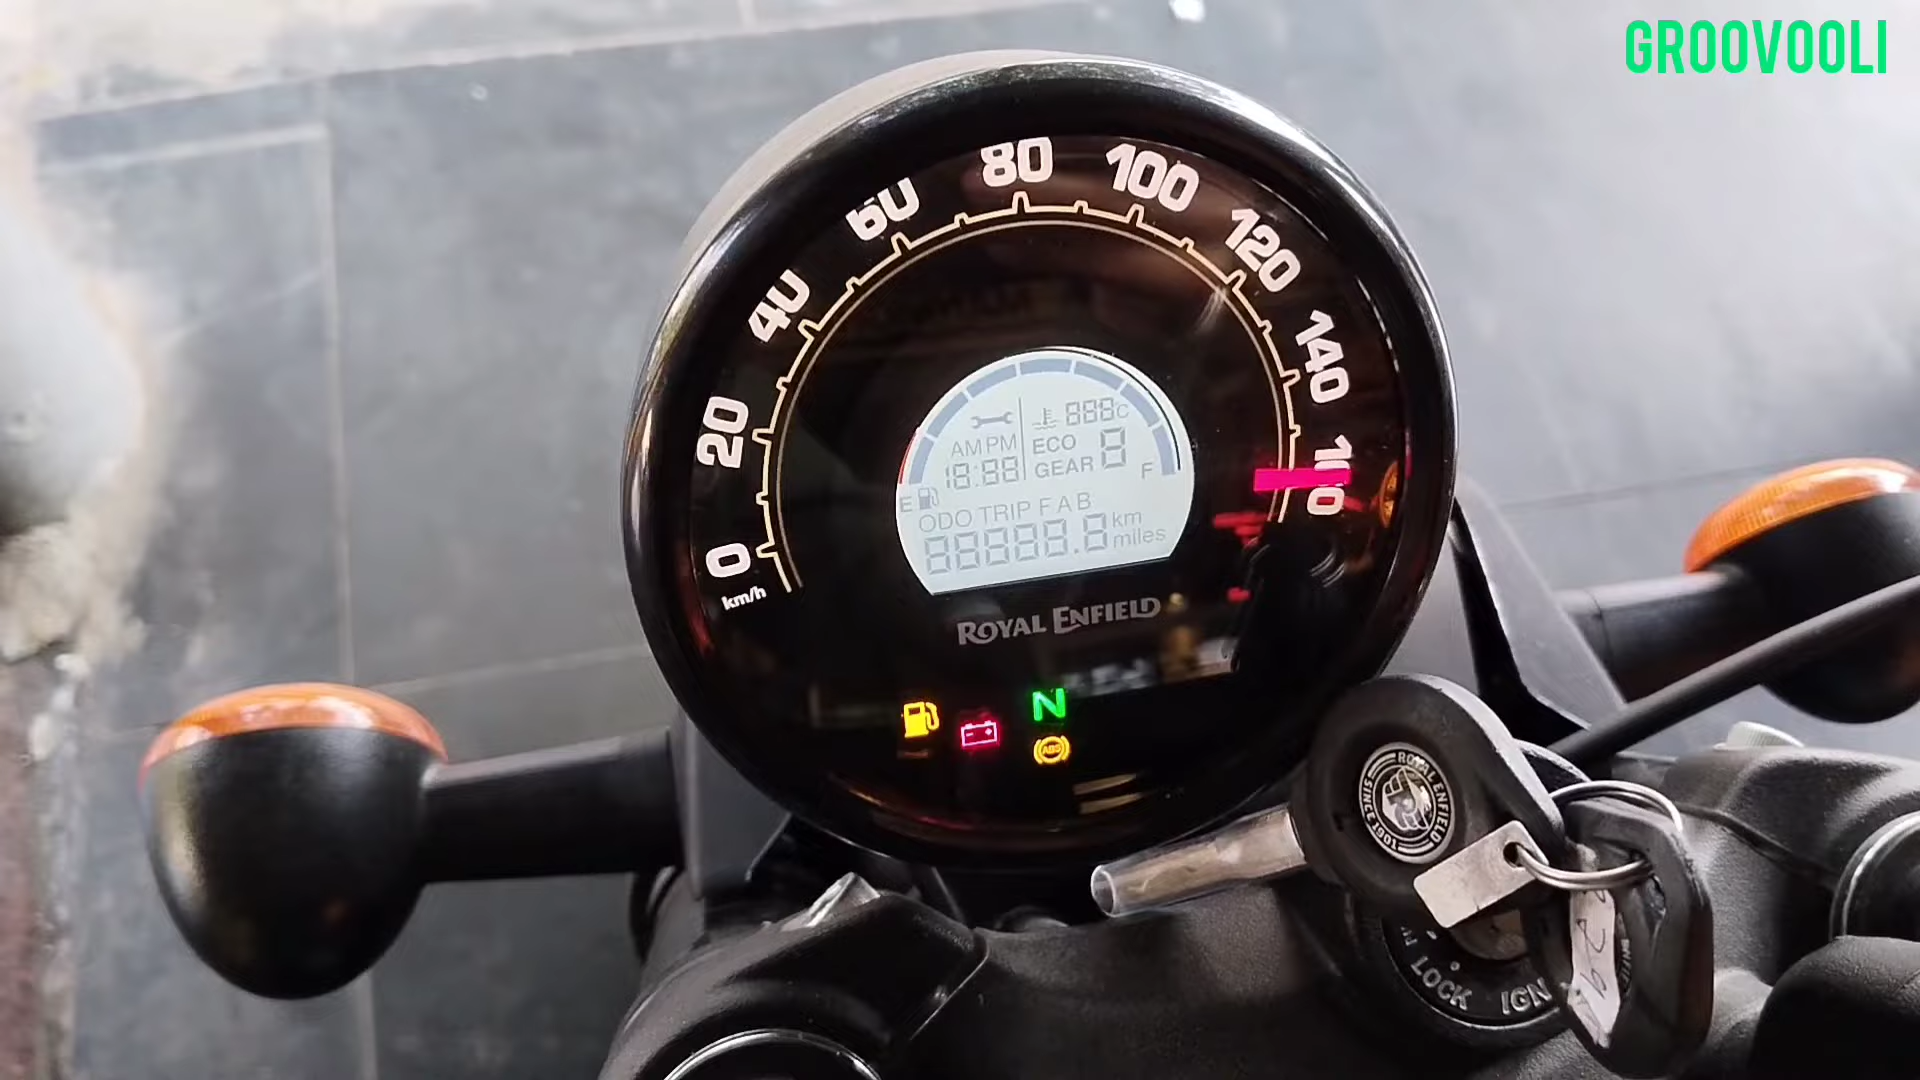 GROOVOOLI
0
20
40
60
80
100
120
140
160
km/h
888°C
AM PM
ECO
18:88
GEAR 8
E
F
ODO TRIP F A B
88888.8 km
miles
ROYAL ENFIELD
N
ABS
ROYAL ENFIELD
SINCE 1901
LOCK
IGN